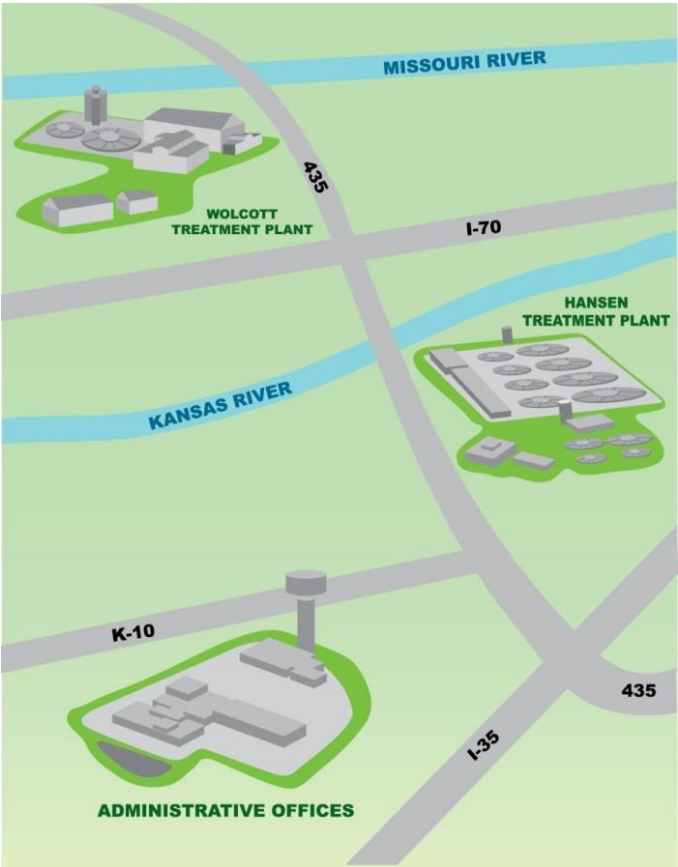 MISSOURI RIVER
435
WOLCOTT
TREATMENT PLANT
I-70
HANSEN
TREATMENT PLANT
KANSAS RIVER
K-10
435
I-35
ADMINISTRATIVE OFFICES